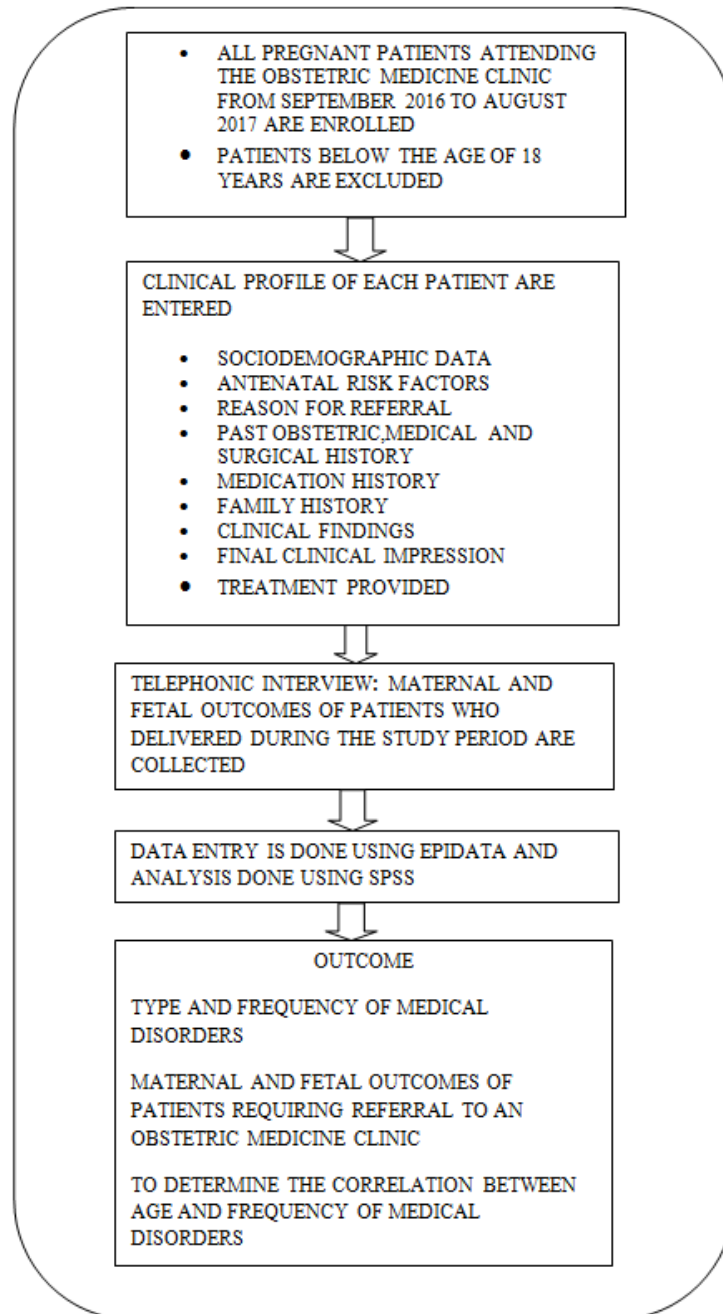 • ALL PREGNANT PATIENTS ATTENDING
THE OBSTETRIC MEDICINE CLINIC
FROM SEPTEMBER 2016 TO AUGUST
2017 ARE ENROLLED
• PATIENTS BELOW THE AGE OF 18
YEARS ARE EXCLUDED
CLINICAL PROFILE OF EACH PATIENT ARE
ENTERED
• SOCIODEMOGRAPHIC DATA
• ANTENATAL RISK FACTORS
• REASON FOR REFERRAL
• PAST OBSTETRIC,MEDICAL AND
SURGICAL HISTORY
• MEDICATION HISTORY
• FAMILY HISTORY
• CLINICAL FINDINGS
• FINAL CLINICAL IMPRESSION
• TREATMENT PROVIDED
TELEPHONIC INTERVIEW: MATERNAL AND
FETAL OUTCOMES OF PATIENTS WHO
DELIVERED DURING THE STUDY PERIOD ARE
COLLECTED
DATA ENTRY IS DONE USING EPIDATA AND
ANALYSIS DONE USING SPSS
OUTCOME
TYPE AND FREQUENCY OF MEDICAL
DISORDERS
MATERNAL AND FETAL OUTCOMES OF
PATIENTS REQUIRING REFERRAL TO AN
OBSTETRIC MEDICINE CLINIC
TO DETERMINE THE CORRELATION BETWEEN
AGE AND FREQUENCY OF MEDICAL
DISORDERS